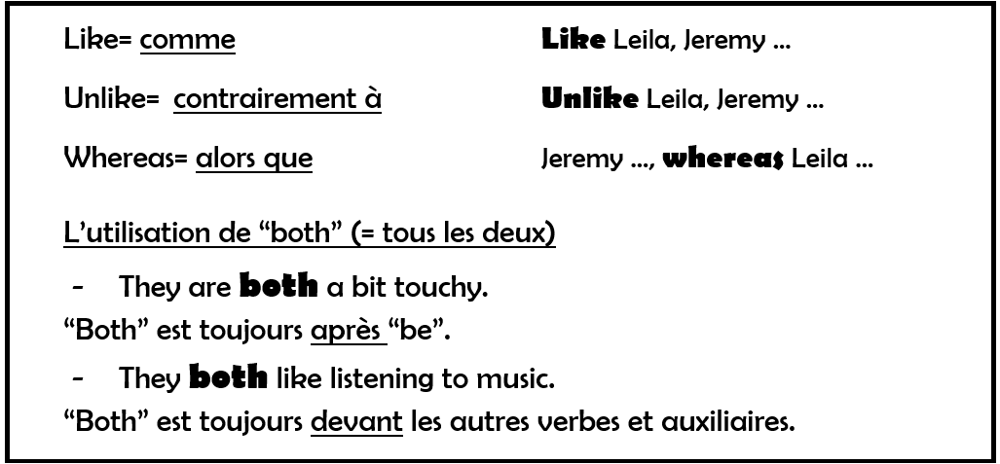 Like= comme Like Leila, Jeremy ...
Unlike= contrairement à Unlike Leila, Jeremy ...
Whereas= alors que Jeremy ..., whereas Leila ...
L’utilisation de “both” (= tous les deux)
- They are both a bit touchy.
“Both” est toujours après “be”.
- They both like listening to music.
“Both” est toujours devant les autres verbes et auxiliaires.